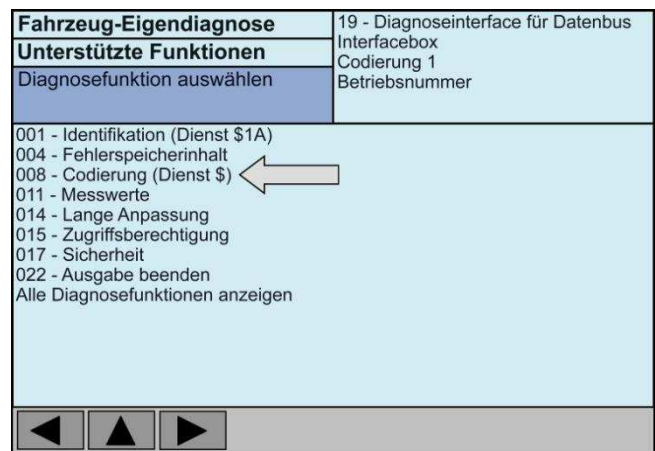 Fahrzeug-Eigendiagnose
Unterstützte Funktionen
Diagnosefunktion auswählen
19 - Diagnoseinterface für Datenbus
Interfacebox
Codierung 1
Betriebsnummer
001 - Identifikation (Dienst $1A)
004 - Fehlerspeicherinhalt
008 - Codierung (Dienst $)
011 - Messwerte
014 - Lange Anpassung
015 - Zugriffsberechtigung
017 - Sicherheit
022 - Ausgabe beenden
Alle Diagnosefunktionen anzeigen